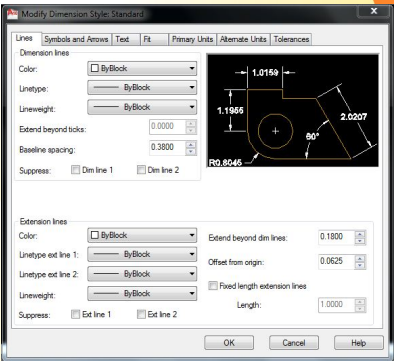 Modify Dimension Style: Standard
Lines Symbols and Arrows Text Fit Primary Units Alternate Units Tolerances
Dimension lines
Color: ByBlock
Linetype: ByBlock
Lineweight: ByBlock
Extend beyond ticks: 0.0000
Baseline spacing: 0.3800
Suppress: Dim line 1 Dim line 2
1.0159
1.1955
2.0207
60°
R0.8045
Extension lines
Color: ByBlock
Linetype ext line 1: ByBlock
Linetype ext line 2: ByBlock
Lineweight: ByBlock
Suppress: Ext line 1 Ext line 2
Extend beyond dim lines: 0.1800
Offset from origin: 0.0625
Fixed length extension lines
Length: 1.0000
OK Cancel Help